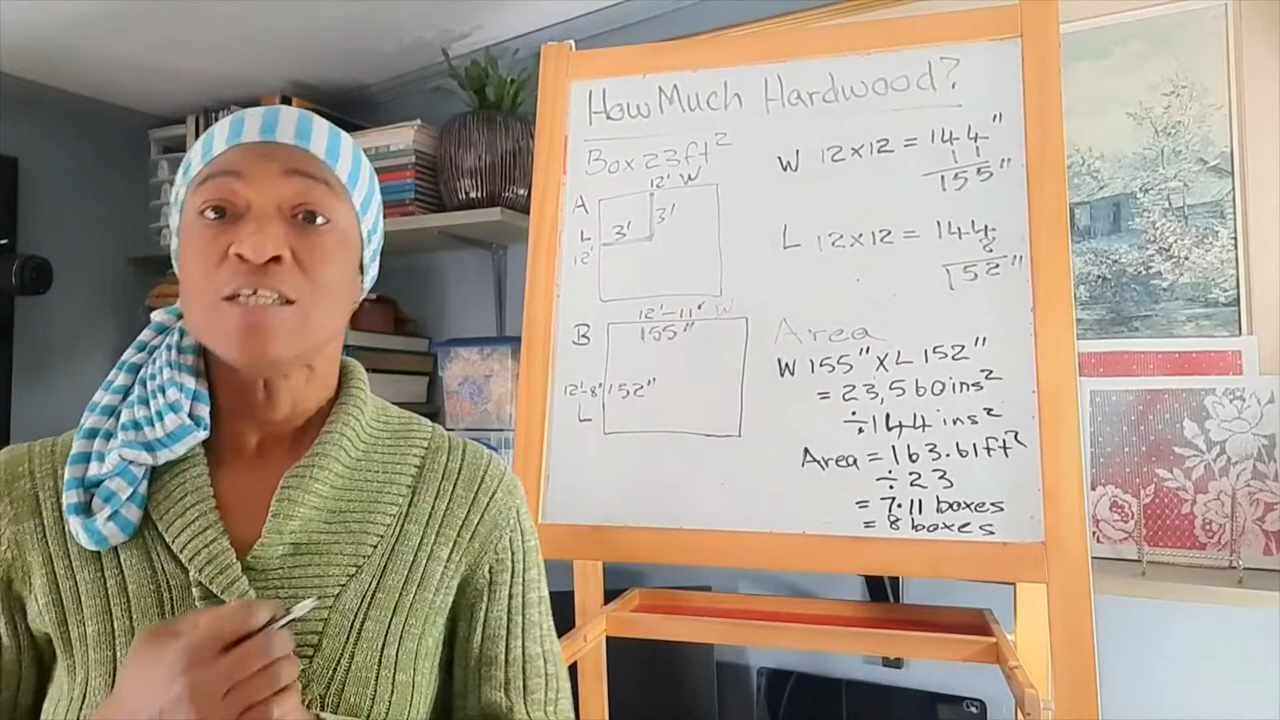 How Much Hardwood?
Box 23ft²
12' W
A
3'
3'
L
12'
12'-11" W
B
155"
12'-8" 152"
L
W 12x12 = 144"
11
155"
L 12x12 = 144
8
152"
Area
W 155" X L 152"
= 23,560ins²
÷144 ins²
Area = 163.61ft²
÷ 23
= 7.11 boxes
= 8 boxes